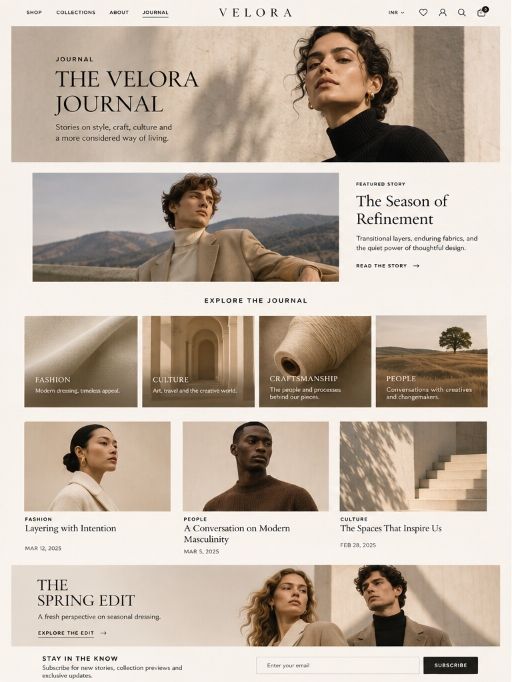 SHOP COLLECTIONS ABOUT JOURNAL VELORA INR 0
JOURNAL
THE VELORA
JOURNAL
Stories on style, craft, culture and
a more considered way of living.
FEATURED STORY
The Season of
Refinement
Transitional layers, enduring fabrics, and
the quiet power of thoughtful design.
READ THE STORY →
EXPLORE THE JOURNAL
FASHION
Modern dressing, timeless appeal.
CULTURE
Art, travel and the creative world.
CRAFTSMANSHIP
The people and processes
behind our pieces.
PEOPLE
Conversations with creatives
and changemakers.
FASHION
Layering with Intention
MAR 12, 2025
PEOPLE
A Conversation on Modern
Masculinity
MAR 5, 2025
CULTURE
The Spaces That Inspire Us
FEB 28, 2025
THE
SPRING EDIT
A fresh perspective on seasonal dressing.
EXPLORE THE EDIT →
STAY IN THE KNOW
Subscribe for new stories, collection previews and
exclusive updates.
Enter your email
SUBSCRIBE